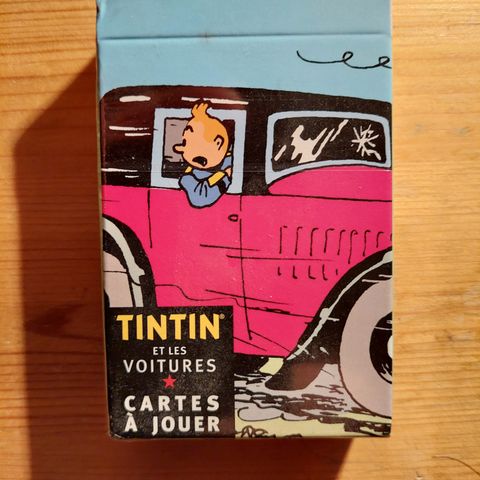 TINTIN®
ET LES
VOITURES
CARTES
À JOUER